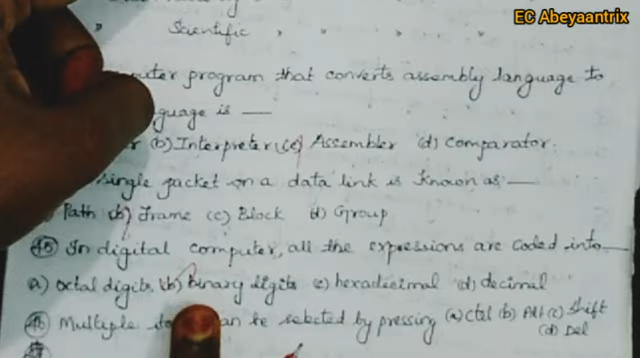 EC Abeyaantrix
" Scientific " " " "
uter program that converts assembly language to
guage is —
r (b) Interpreter (c) Assembler (d) comparator.
single packet on a data link is known as —
Path (b) Frame (c) Block (d) Group
(45) In digital computer, all the expressions are coded into —
a) octal digits (b) binary digits (c) hexadecimal (d) decimal
Multiple an be selected by pressing (a) ctrl (b) Alt (c) Shift
(d) Del